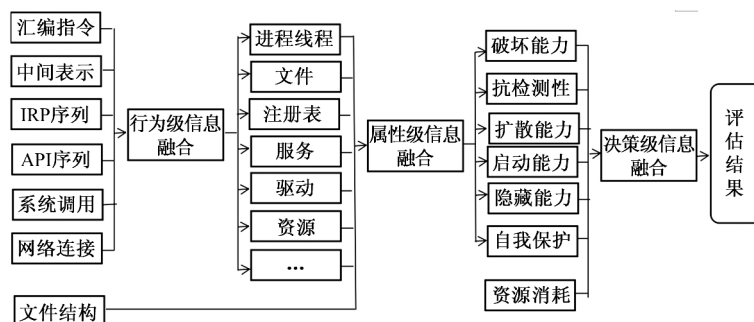 汇编指令
中间表示
IRP序列
API序列
系统调用
网络连接
文件结构
行为级信息
融合
进程线程
文件
注册表
服务
驱动
资源
...
属性级信息
融合
破坏能力
抗检测性
扩散能力
启动能力
隐藏能力
自我保护
资源消耗
决策级信息
融合
评估结果